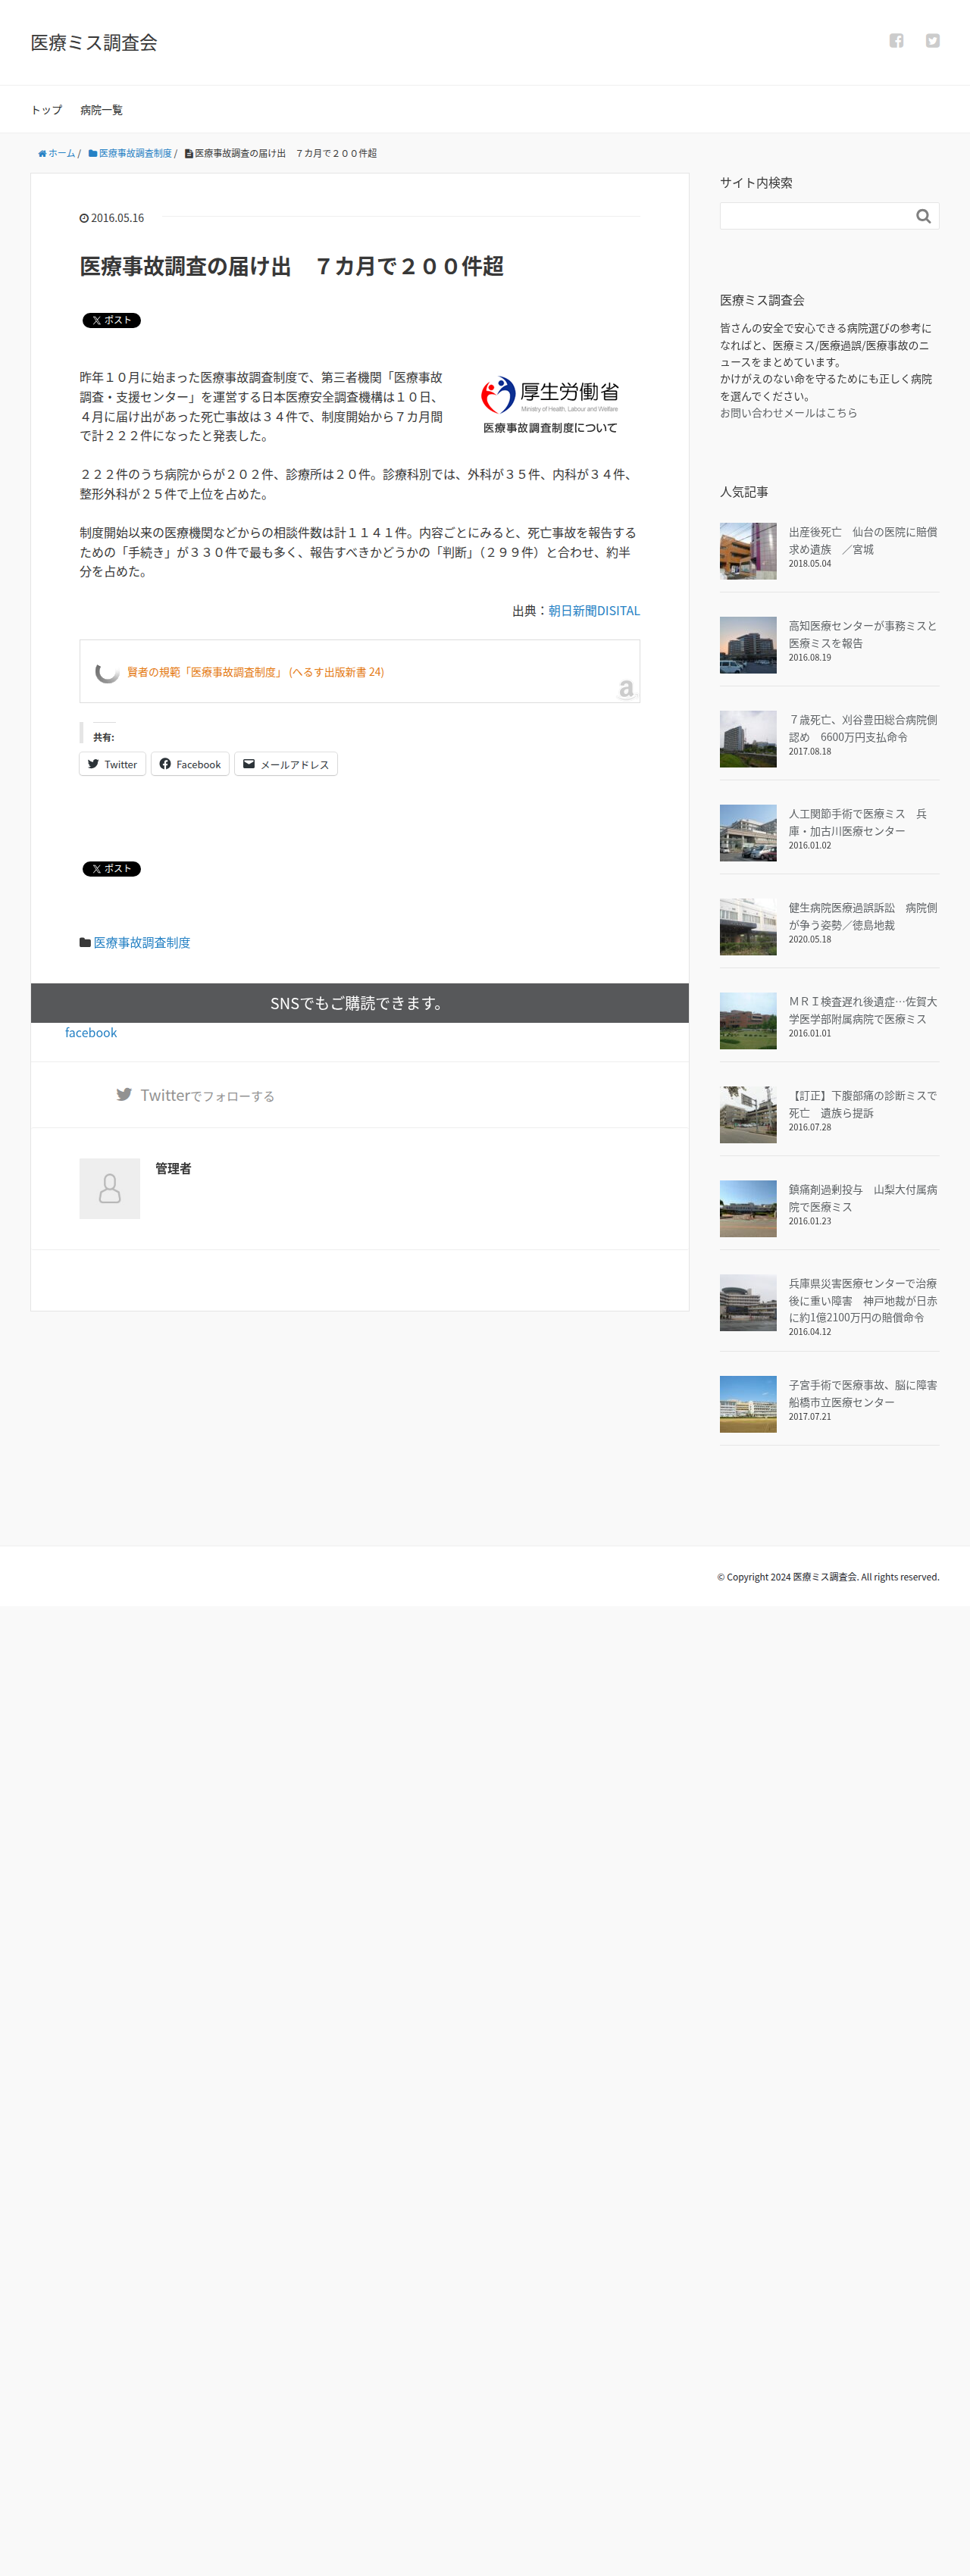 医療ミス調査会
トップ 病院一覧
ホーム / 医療事故調査制度 / 医療事故調査の届け出　７カ月で２００件超
2016.05.16
医療事故調査の届け出　７カ月で２００件超
ポスト
昨年１０月に始まった医療事故調査制度で、第三者機関「医療事故
調査・支援センター」を運営する日本医療安全調査機構は１０日、
４月に届け出があった死亡事故は３４件で、制度開始から７カ月間
で計２２２件になったと発表した。
厚生労働省
Ministry of Health, Labour and Welfare
医療事故調査制度について
２２２件のうち病院からが２０２件、診療所は２０件。診療科別では、外科が３５件、内科が３４件、
整形外科が２５件で上位を占めた。
制度開始以来の医療機関などからの相談件数は計１１４１件。内容ごとにみると、死亡事故を報告する
ための「手続き」が３３０件で最も多く、報告すべきかどうかの「判断」（２９９件）と合わせ、約半
分を占めた。
出典：朝日新聞DISITAL
賢者の規範「医療事故調査制度」 (へるす出版新書 24)
a
共有:
Twitter Facebook メールアドレス
ポスト
医療事故調査制度
SNSでもご購読できます。
facebook
Twitterでフォローする
管理者
サイト内検索
医療ミス調査会
皆さんの安全で安心できる病院選びの参考に
なればと、医療ミス/医療過誤/医療事故のニ
ュースをまとめています。
かけがえのない命を守るためにも正しく病院
を選んでください。
お問い合わせメールはこちら
人気記事
出産後死亡　仙台の医院に賠償
求め遺族　／宮城
2018.05.04
高知医療センターが事務ミスと
医療ミスを報告
2016.08.19
７歳死亡、刈谷豊田総合病院側
認め　6600万円支払命令
2017.08.18
人工関節手術で医療ミス　兵
庫・加古川医療センター
2016.01.02
健生病院医療過誤訴訟　病院側
が争う姿勢／徳島地裁
2020.05.18
ＭＲＩ検査遅れ後遺症…佐賀大
学医学部附属病院で医療ミス
2016.01.01
【訂正】下腹部痛の診断ミスで
死亡　遺族ら提訴
2016.07.28
鎮痛剤過剰投与　山梨大付属病
院で医療ミス
2016.01.23
兵庫県災害医療センターで治療
後に重い障害　神戸地裁が日赤
に約1億2100万円の賠償命令
2016.04.12
子宮手術で医療事故、脳に障害
船橋市立医療センター
2017.07.21
© Copyright 2024 医療ミス調査会. All rights reserved.